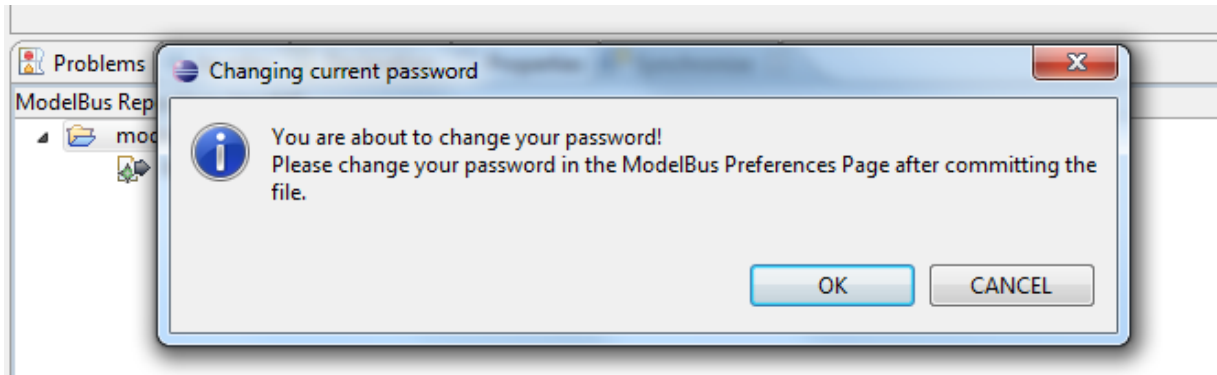 Problems
Changing current password
ModelBus Rep
mod
You are about to change your password!
Please change your password in the ModelBus Preferences Page after committing the
file.
OK
CANCEL